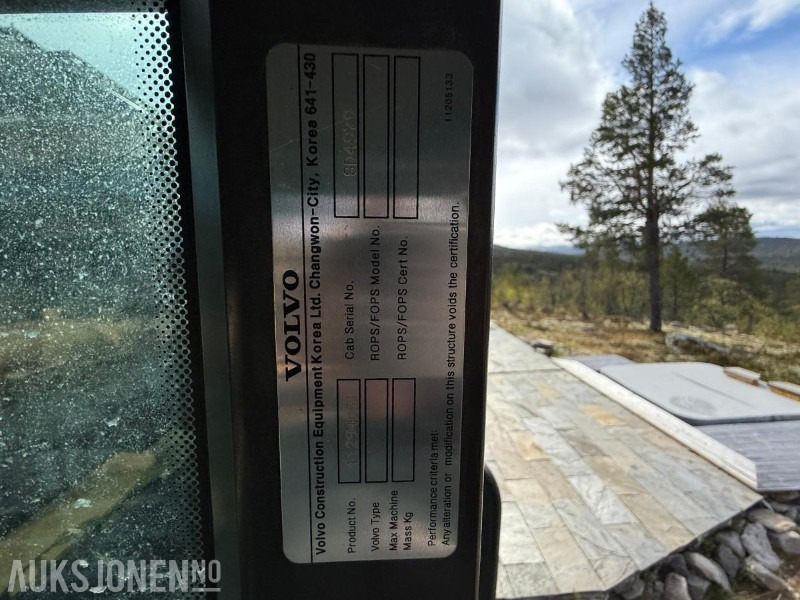 VOLVO
Volvo Construction Equipment Korea Ltd. Changwon-City, Korea 641-430
Product No. Cab Serial No.
Volvo Type ROPS/FOPS Model No.
Max Machine Mass Kg ROPS/FOPS Cert No.
Performance criteria met:
Any alteration or modification on this structure voids the certification.
11205133
AUKSJONEN.NO